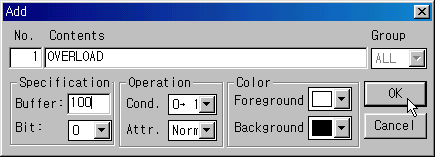 Add
No. Contents Group
1 OVERLOAD ALL
Specification Operation Color
Buffer: 100 Cond. 0→ 1 Foreground OK
Bit: 0 Attr. Norm Background Cancel